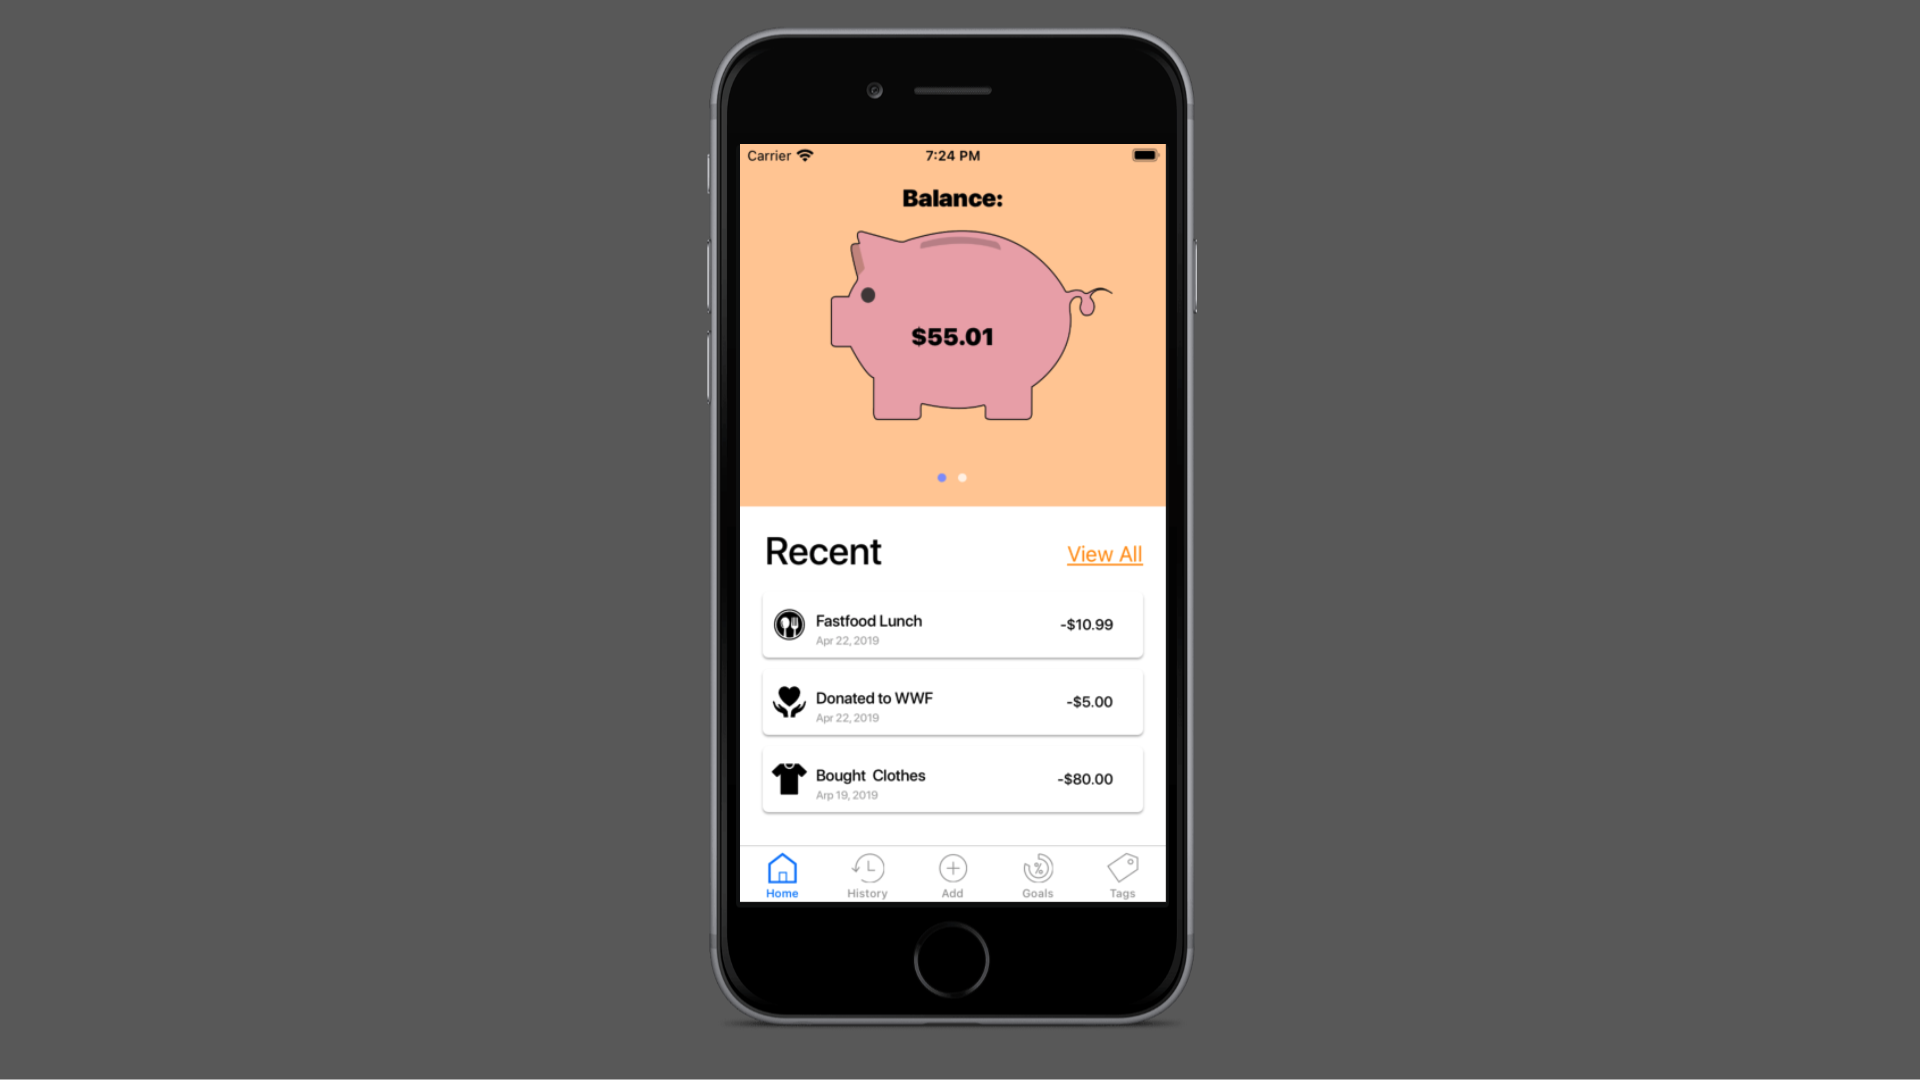 Carrier
7:24 PM
Balance:
$55.01
Recent
View All
Fastfood Lunch
-$10.99
Apr 22, 2019
Donated to WWF
-$5.00
Apr 22, 2019
Bought  Clothes
-$80.00
Arp 19, 2019
%
Home
History
Add
Goals
Tags